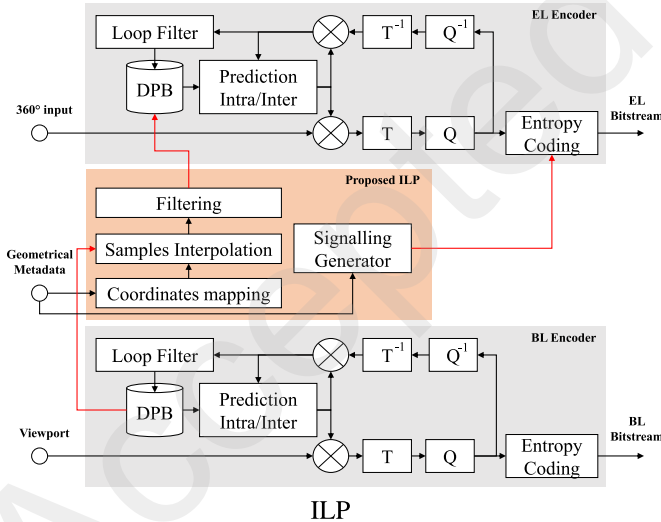 EL Encoder
Loop Filter
T-1
Q-1
DPB
Prediction
Intra/Inter
360° input
T
Q
Entropy
Coding
EL
Bitstream
Proposed ILP
Filtering
Samples Interpolation
Signalling
Generator
Geometrical
Metadata
Coordinates mapping
BL Encoder
Loop Filter
T-1
Q-1
DPB
Prediction
Intra/Inter
Viewport
T
Q
Entropy
Coding
BL
Bitstream
ILP
Accepted